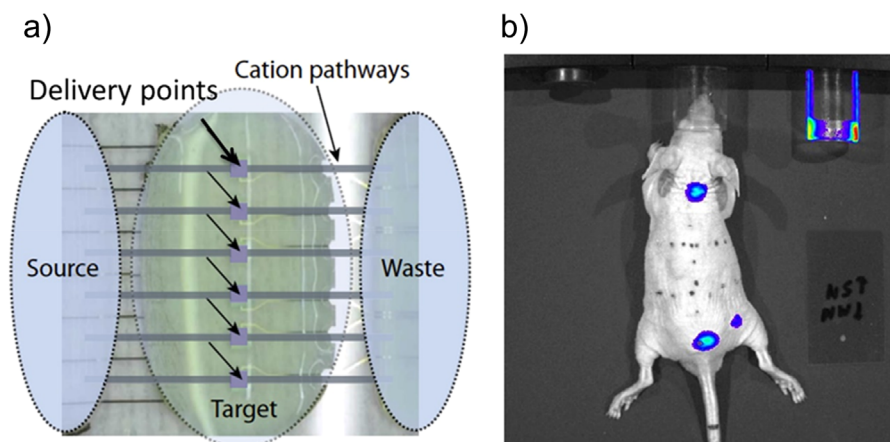 a)
b)
Delivery points
Cation pathways
Source
Waste
Target